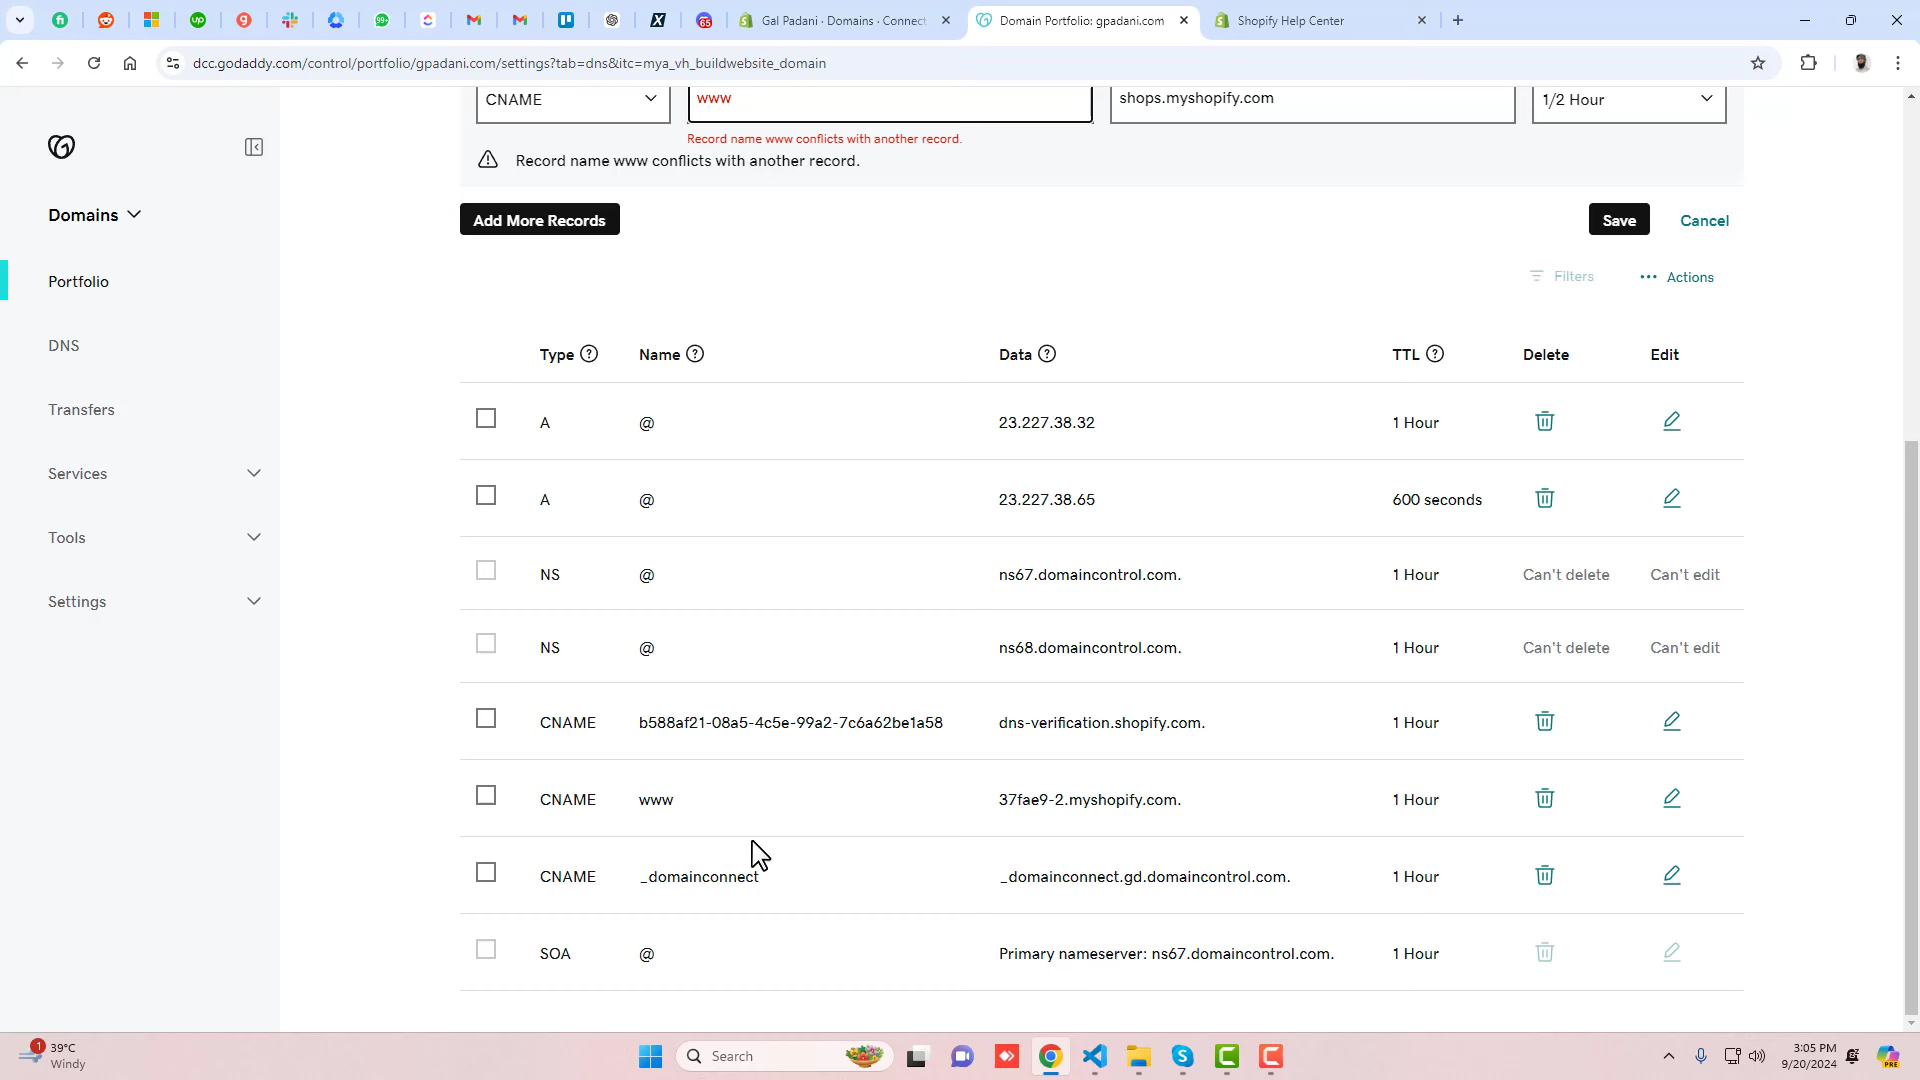 Gal Padani · Domains · Connect
Domain Portfolio: gpadani.com
Shopify Help Center
dcc.godaddy.com/control/portfolio/gpadani.com/settings?tab=dns&itc=mya_vh_buildwebsite_domain
CNAME
www
shops.myshopify.com
1/2 Hour
Record name www conflicts with another record.
Record name www conflicts with another record.
Add More Records
Save
Cancel
Filters
Actions
Domains
Portfolio
DNS
Transfers
Services
Tools
Settings
Type Name Data TTL Delete Edit
A @ 23.227.38.32 1 Hour
A @ 23.227.38.65 600 seconds
NS @ ns67.domaincontrol.com. 1 Hour Can't delete Can't edit
NS @ ns68.domaincontrol.com. 1 Hour Can't delete Can't edit
CNAME b588af21-08a5-4c5e-99a2-7c6a62be1a58 dns-verification.shopify.com. 1 Hour
CNAME www 37fae9-2.myshopify.com. 1 Hour
CNAME _domainconnect _domainconnect.gd.domaincontrol.com. 1 Hour
SOA @ Primary nameserver: ns67.domaincontrol.com. 1 Hour
1
39°C
Windy
Search
3:05 PM
9/20/2024